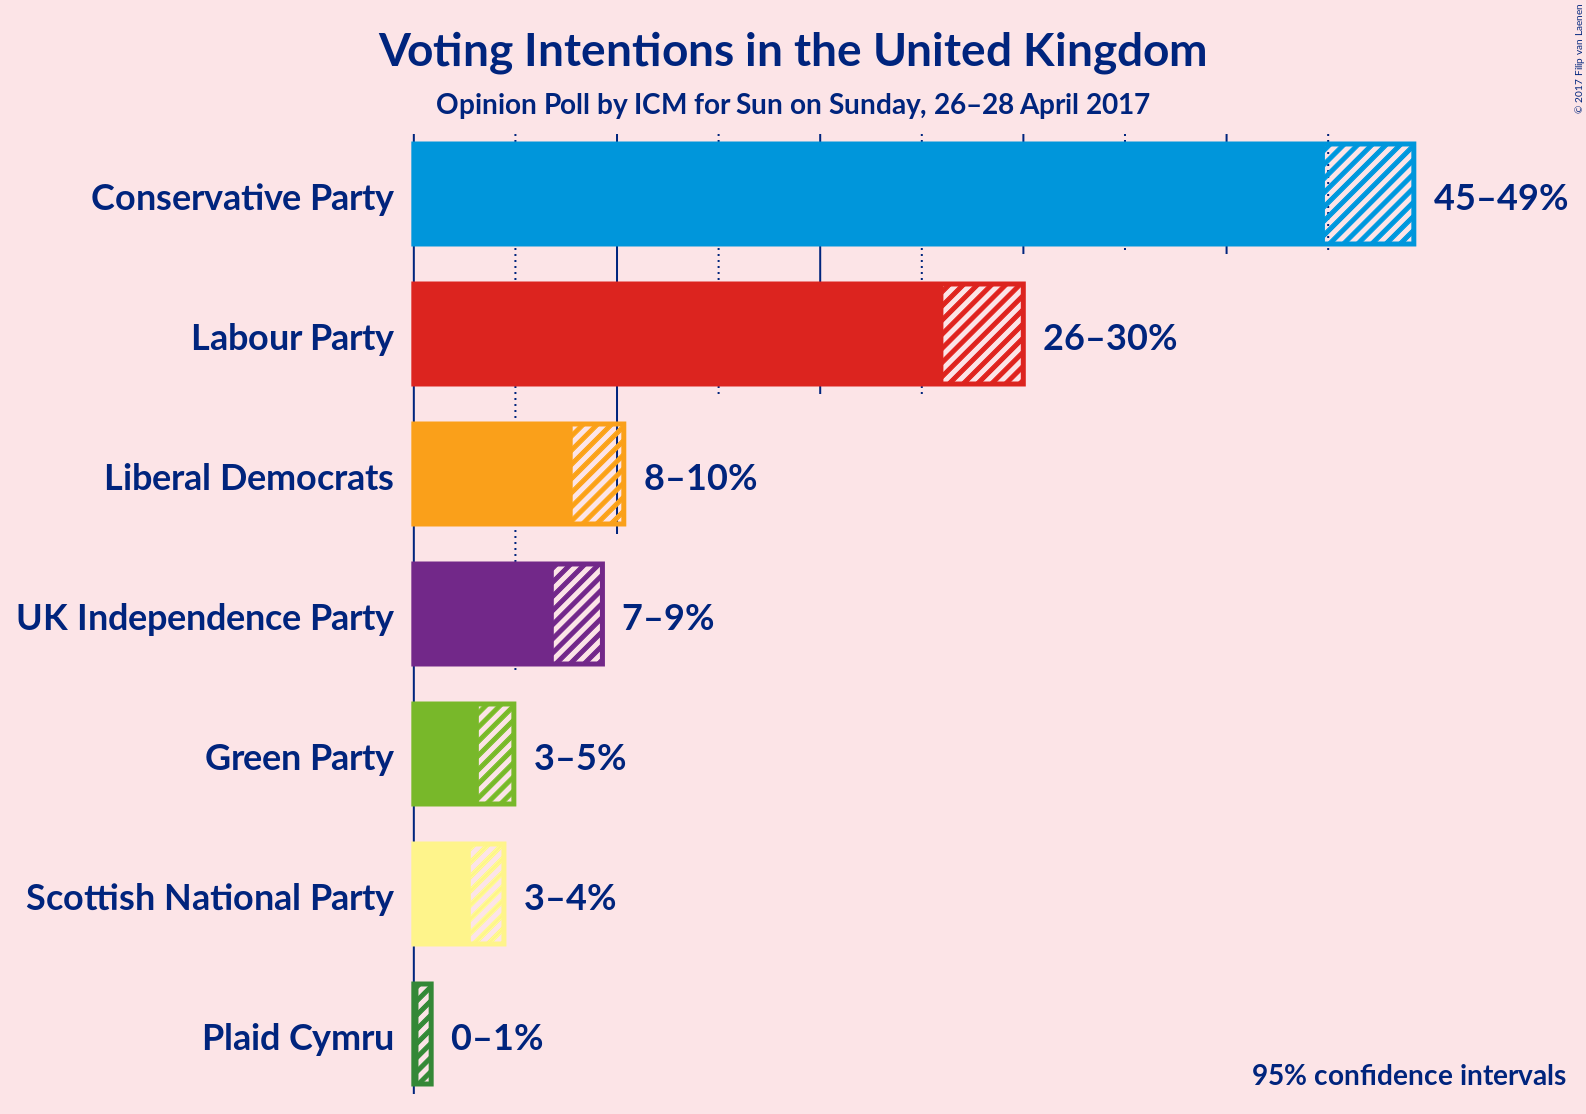 Voting Intentions in the United Kingdom
Opinion Poll by ICM for Sun on Sunday, 26–28 April 2017
© 2017 Filip van Laenen
Conservative Party
45–49%
Labour Party
26–30%
Liberal Democrats
8–10%
UK Independence Party
7–9%
Green Party
3–5%
Scottish National Party
3–4%
Plaid Cymru
0–1%
95% confidence intervals